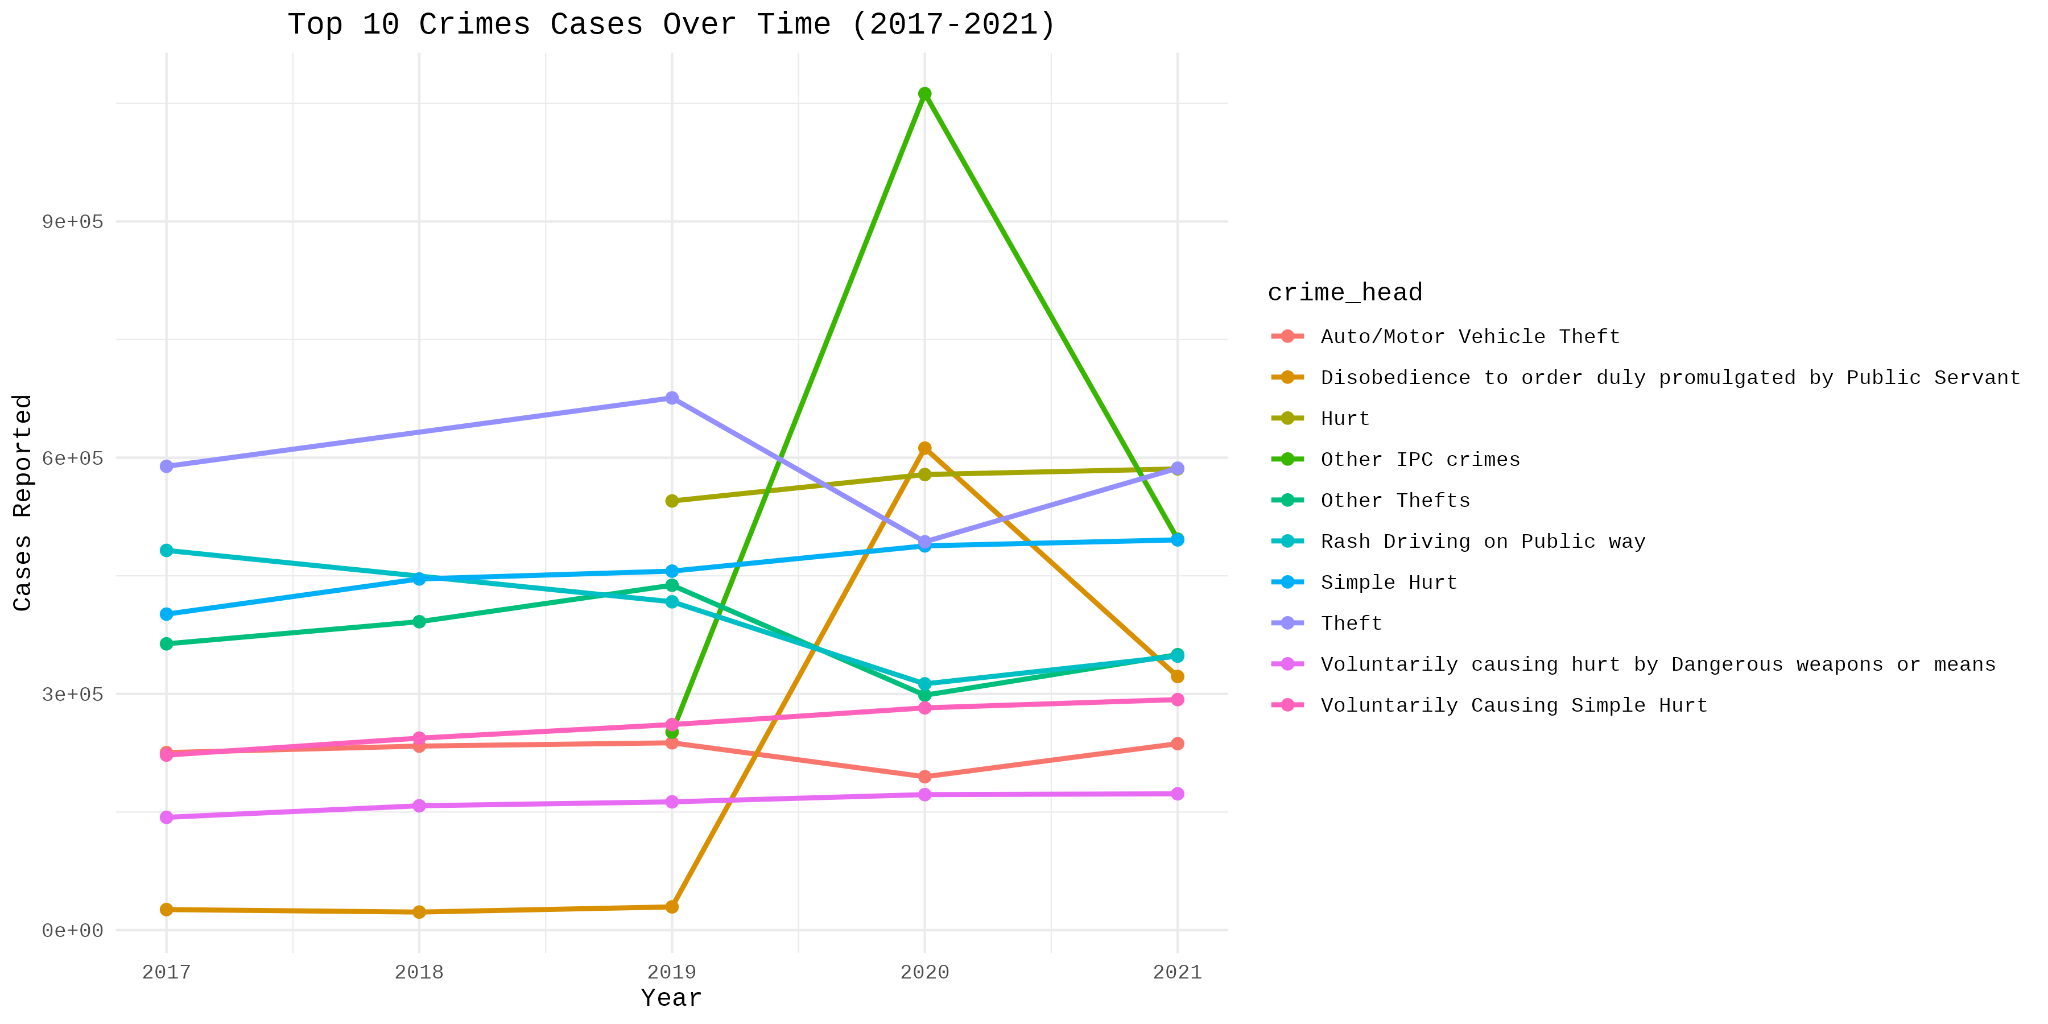 Top 10 Crimes Cases Over Time (2017-2021)
9e+05
6e+05
3e+05
0e+00
Cases Reported
2017 2018 2019 2020 2021
Year
crime_head
Auto/Motor Vehicle Theft
Disobedience to order duly promulgated by Public Servant
Hurt
Other IPC crimes
Other Thefts
Rash Driving on Public way
Simple Hurt
Theft
Voluntarily causing hurt by Dangerous weapons or means
Voluntarily Causing Simple Hurt